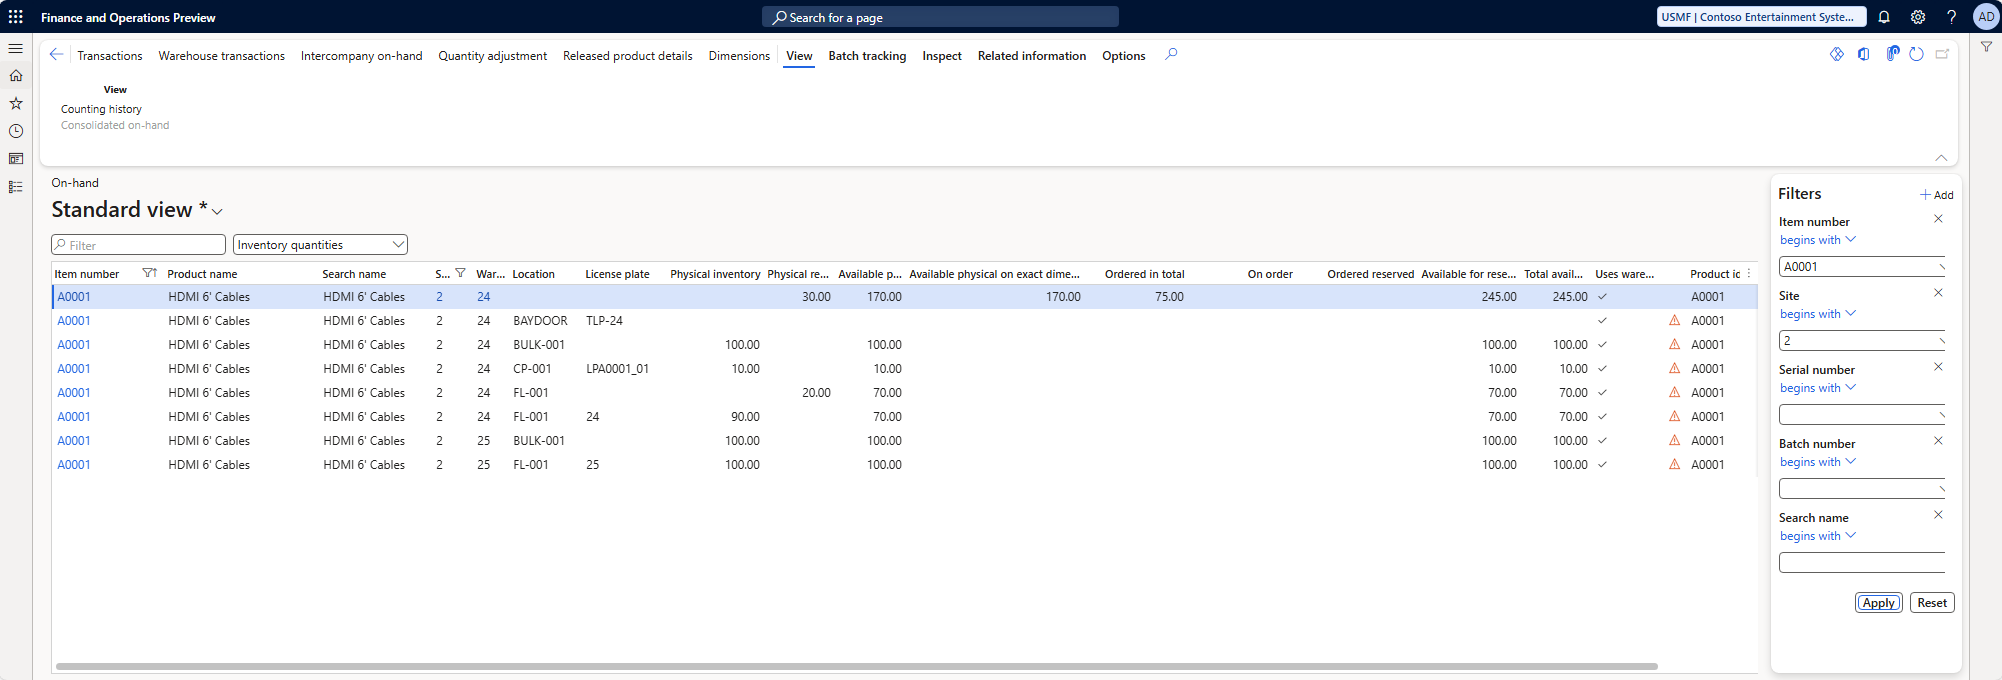 Finance and Operations Preview
Search for a page
USMF | Contoso Entertainment Syste...
? AD
Transactions Warehouse transactions Intercompany on-hand Quantity adjustment Released product details Dimensions View Batch tracking Inspect Related information Options
0
View
Counting history
Consolidated on-hand
On-hand
Standard view *
Filter Inventory quantities
Item number Product name Search name S... War... Location License plate Physical inventory Physical re... Available p... Available physical on exact dime... Ordered in total On order Ordered reserved Available for rese... Total avail... Uses ware... Product id
A0001 HDMI 6' Cables HDMI 6' Cables 2 24 30.00 170.00 170.00 75.00 245.00 245.00 A0001
A0001 HDMI 6' Cables HDMI 6' Cables 2 24 BAYDOOR TLP-24 A0001
A0001 HDMI 6' Cables HDMI 6' Cables 2 24 BULK-001 100.00 100.00 100.00 100.00 A0001
A0001 HDMI 6' Cables HDMI 6' Cables 2 24 CP-001 LPA0001_01 10.00 10.00 10.00 10.00 A0001
A0001 HDMI 6' Cables HDMI 6' Cables 2 24 FL-001 20.00 70.00 70.00 70.00 A0001
A0001 HDMI 6' Cables HDMI 6' Cables 2 24 FL-001 24 90.00 70.00 70.00 70.00 A0001
A0001 HDMI 6' Cables HDMI 6' Cables 2 25 BULK-001 100.00 100.00 100.00 100.00 A0001
A0001 HDMI 6' Cables HDMI 6' Cables 2 25 FL-001 25 100.00 100.00 100.00 100.00 A0001
Filters
Add
Item number
begins with
A0001
Site
begins with
2
Serial number
begins with
Batch number
begins with
Search name
begins with
Apply Reset